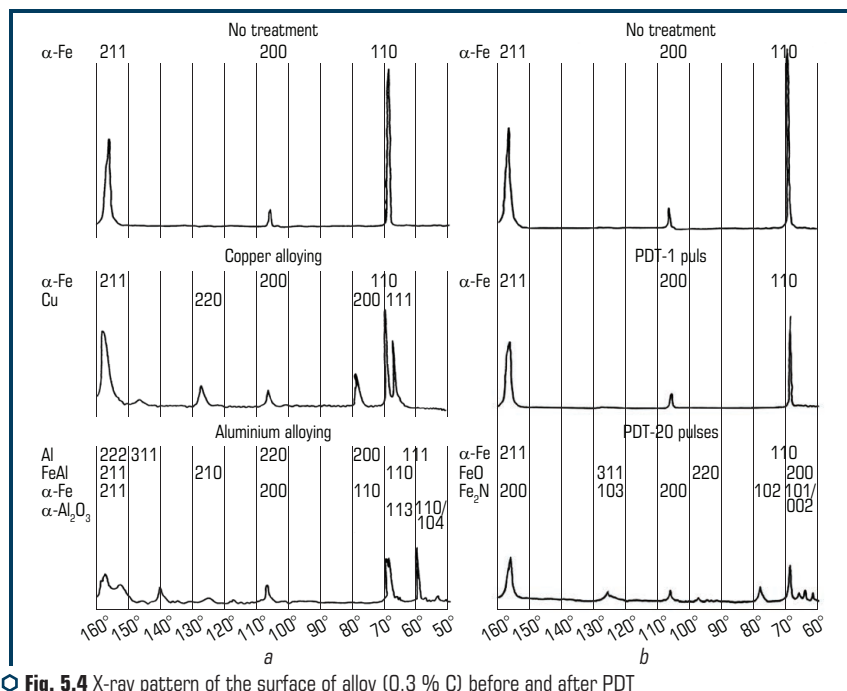 No treatment
α-Fe 211 200 110
Copper alloying
α-Fe 211 200 110
Cu 220 200 111
Aluminium alloying
Al 222 311 220 200 111
FeAl 211 210 110
α-Fe 211 200 110
α-Al₂O₃ 113 110/
104
160° 150° 140° 130° 120° 110° 100° 90° 80° 70° 60° 50°
a
No treatment
α-Fe 211 200 110
PDT-1 puls
α-Fe 211 200 110
PDT-20 pulses
α-Fe 211 110
FeO 311 220 200
Fe₂N 200 103 200 102 101/
002
160° 150° 140° 130° 120° 110° 100° 90° 80° 70° 60°
b
Fig. 5.4 X-ray pattern of the surface of alloy (0.3 % C) before and after PDT